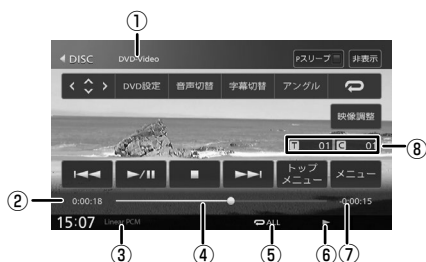 ①
DISC DVD-Video Pスリープ 非表示
DVD設定 音声切替 字幕切替 アングル
映像調整
T 01 C 01 ⑧
トップメニュー メニュー
② 0:00:18 -0:00:15
15:07 Linear PCM ALL
③ ④ ⑤ ⑥ ⑦